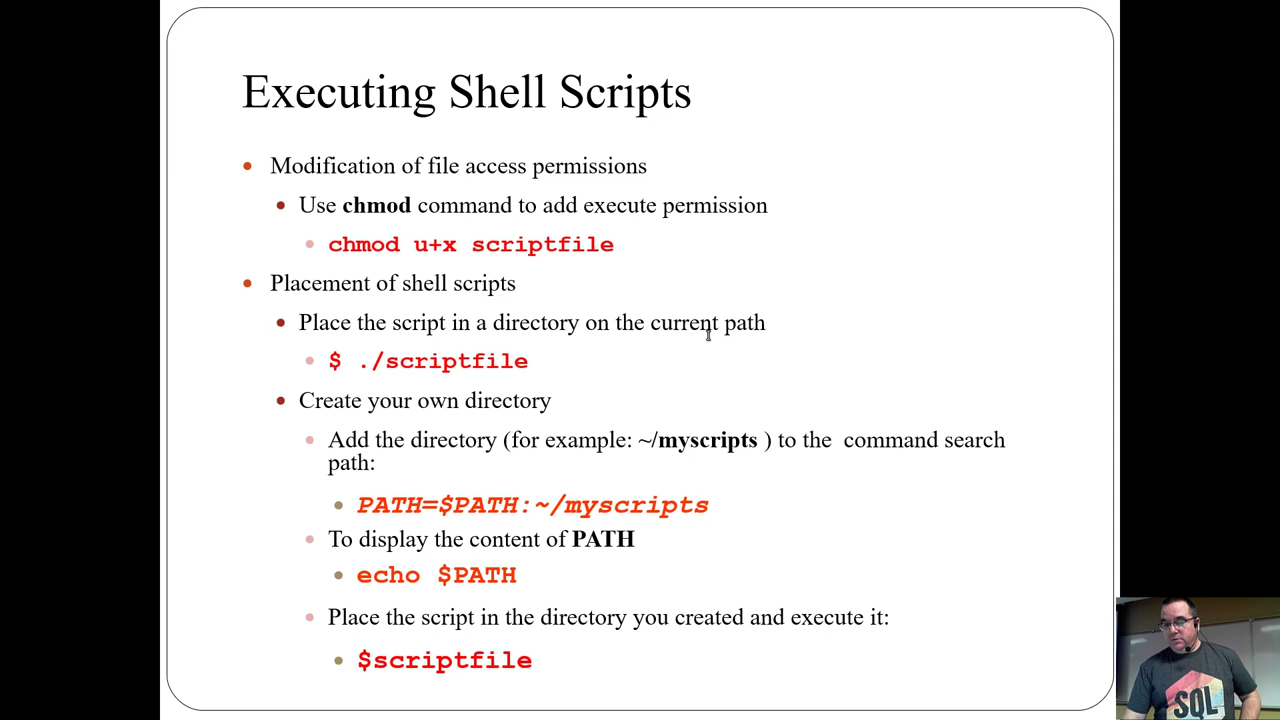 Executing Shell Scripts
• Modification of file access permissions
• Use chmod command to add execute permission
• chmod u+x scriptfile
• Placement of shell scripts
• Place the script in a directory on the current path
• $ ./scriptfile
• Create your own directory
• Add the directory (for example: ~/myscripts ) to the command search
path:
• PATH=$PATH:~/myscripts
• To display the content of PATH
• echo $PATH
• Place the script in the directory you created and execute it:
• $scriptfile
SQL